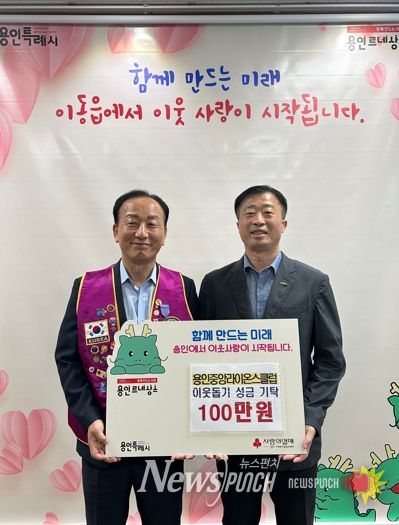 용인특례시
용인르네상스
함께 만드는 미래
이동읍에서 이웃 사랑이 시작됩니다.
KOREA
함께 만드는 미래
용인에서 이웃사랑이 시작됩니다.
용인중앙라이온스클럽
이웃돕기 성금 기탁
100만 원
용인르네상스
용인특례시
사랑의열매
뉴스펀치
NEWSPUNCH
NEWSPUNCH